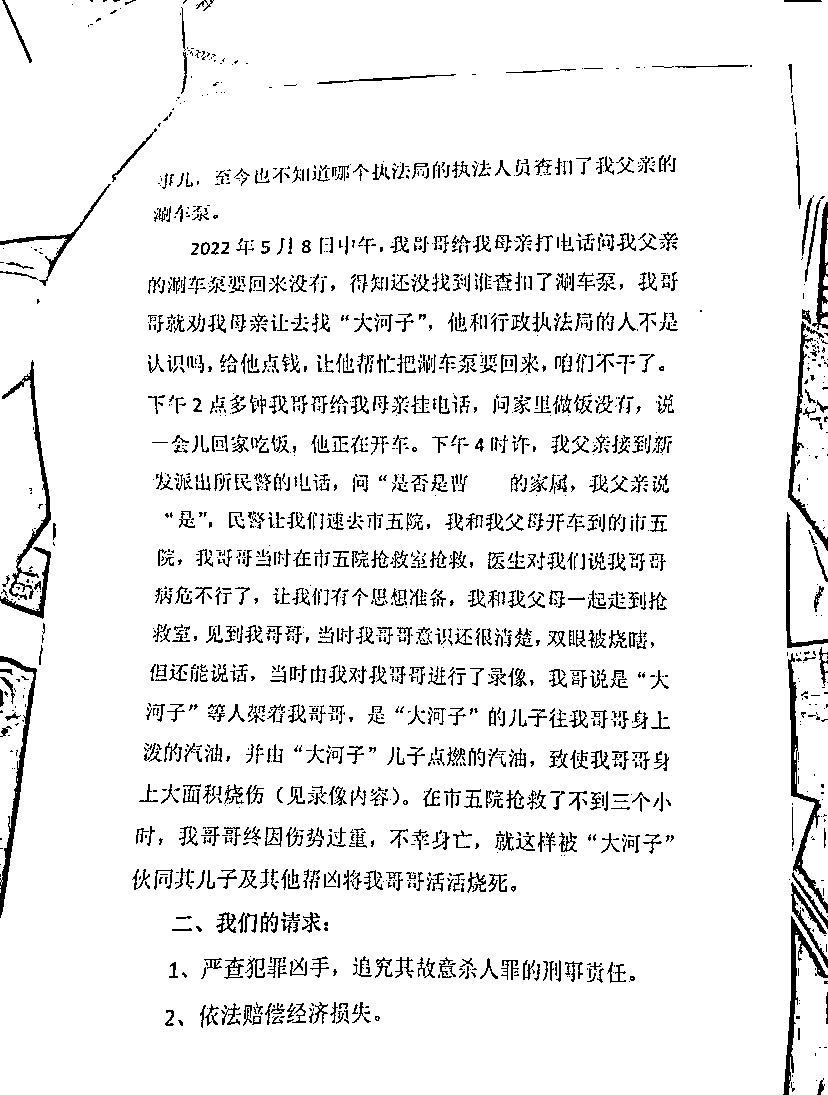 事儿，至今也不知道哪个执法局的执法人员查扣了我父亲的
涮车泵。
2022年5月8日中午，我哥哥给我母亲打电话问我父亲
的涮车泵要回来没有，得知还没找到谁查扣了涮车泵，我哥
哥就劝我母亲让去找“大河子”，他和行政执法局的人不是
认识吗，给他点钱，让他帮忙把涮车泵要回来，咱们不干了。
下午2点多钟我哥哥给我母亲挂电话，问家里做饭没有，说
一会儿回家吃饭，他正在开车。下午4时许，我父亲接到新
发派出所民警的电话，问“是否是曹 的家属，我父亲说
“是”，民警让我们速去市五院，我和我父母开车到的市五
院，我哥哥当时在市五院抢救室抢救，医生对我们说我哥哥
病危不行了，让我们有个思想准备，我和我父母一起走到抢
救室，见到我哥哥，当时我哥哥意识还很清楚，双眼被烧瞎，
但还能说话，当时由我对我哥哥进行了录像，我哥说是“大
河子”等人架着我哥哥，是“大河子”的儿子往我哥哥身上
泼的汽油，并由“大河子”儿子点燃的汽油，致使我哥哥身
上大面积烧伤（见录像内容）。在市五院抢救了不到三个小
时，我哥哥终因伤势过重，不幸身亡，就这样被“大河子”
伙同其儿子及其他帮凶将我哥哥活活烧死。
二、我们的请求：
1、严查犯罪凶手，追究其故意杀人罪的刑事责任。
2、依法赔偿经济损失。